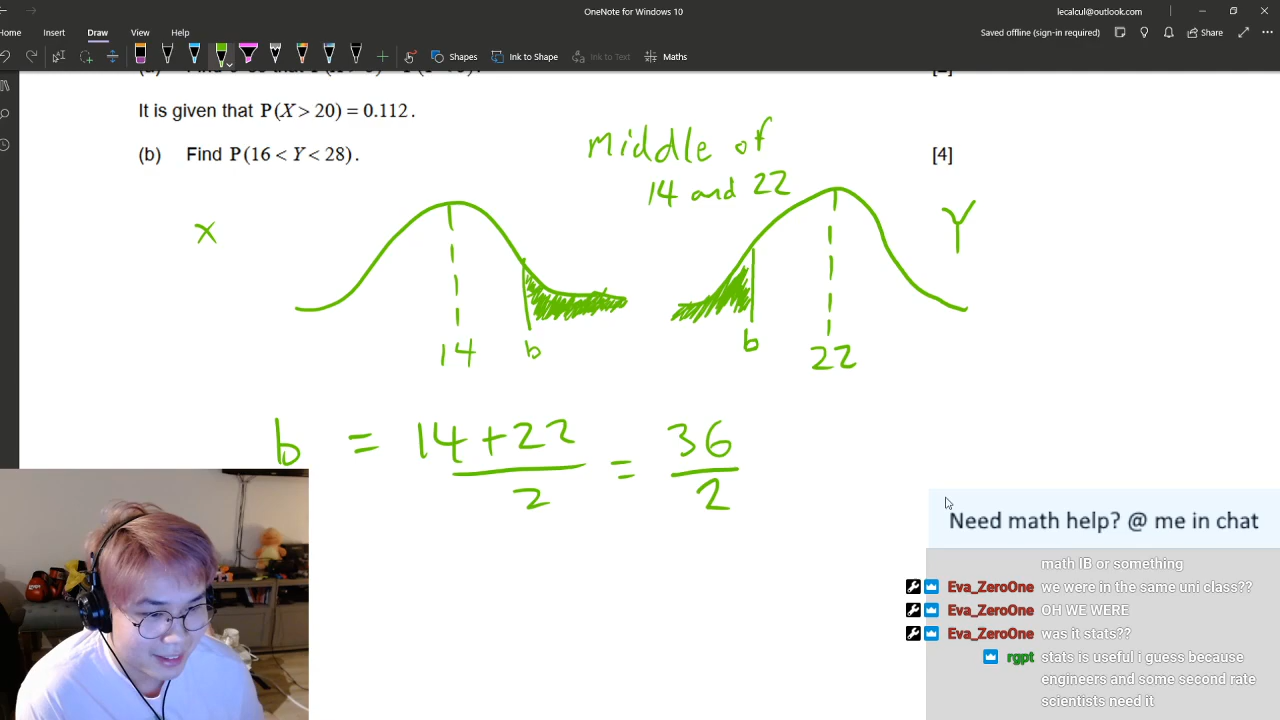 OneNote for Windows 10
lecalcul@outlook.com
Home Insert Draw View Help
Saved offline (sign-in required)
Share
Shapes
Ink to Shape
Ink to Text
Maths
It is given that P(X > 20) = 0.112.
(b) Find P(16 < Y < 28). [4]
middle of
14 and 22
X
Y
14 b
b 22
b = 14+22/2 = 36/2
Need math help? @ me in chat
math IB or something
Eva_ZeroOne we were in the same uni class??
Eva_ZeroOne OH WE WERE
Eva_ZeroOne was it stats??
rgpt stats is useful i guess because
engineers and some second rate
scientists need it